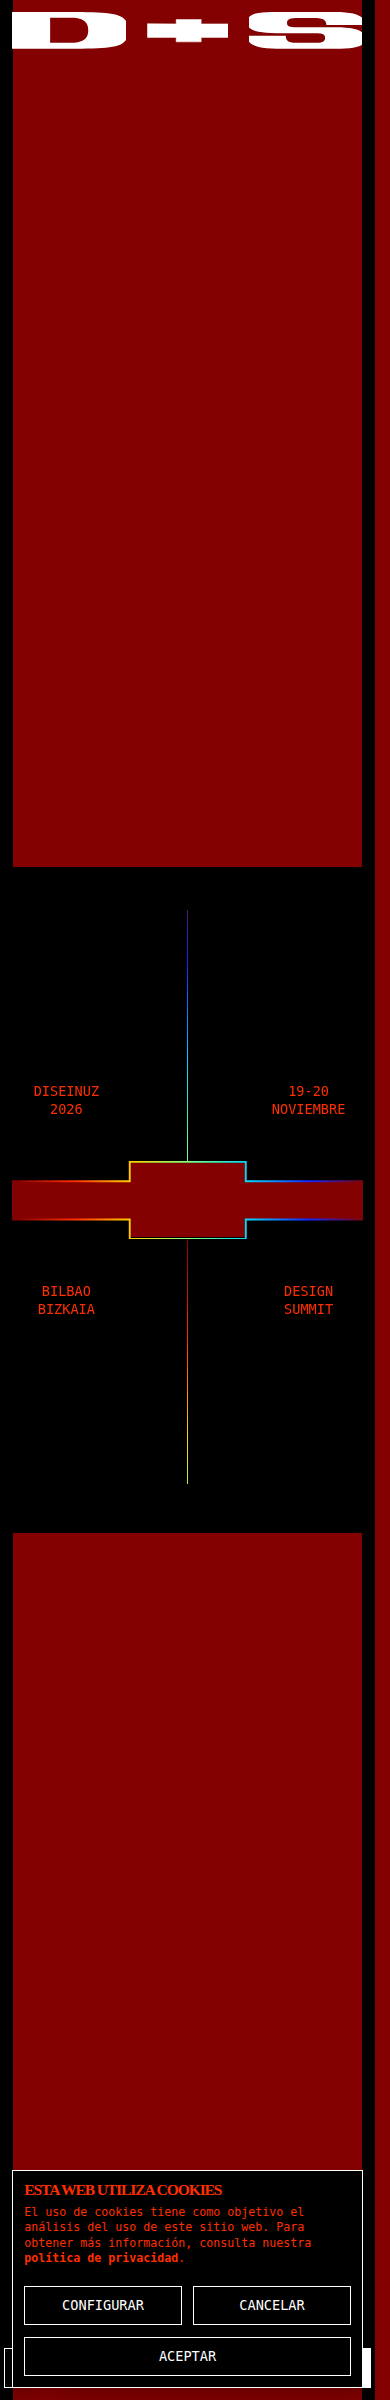 D+S
DISEINUZ
2026
19-20
NOVIEMBRE
BILBAO
BIZKAIA
DESIGN
SUMMIT
ESTA WEB UTILIZA COOKIES
El uso de cookies tiene como objetivo el
análisis del uso de este sitio web. Para
obtener más información, consulta nuestra
política de privacidad.
CONFIGURAR
CANCELAR
ACEPTAR